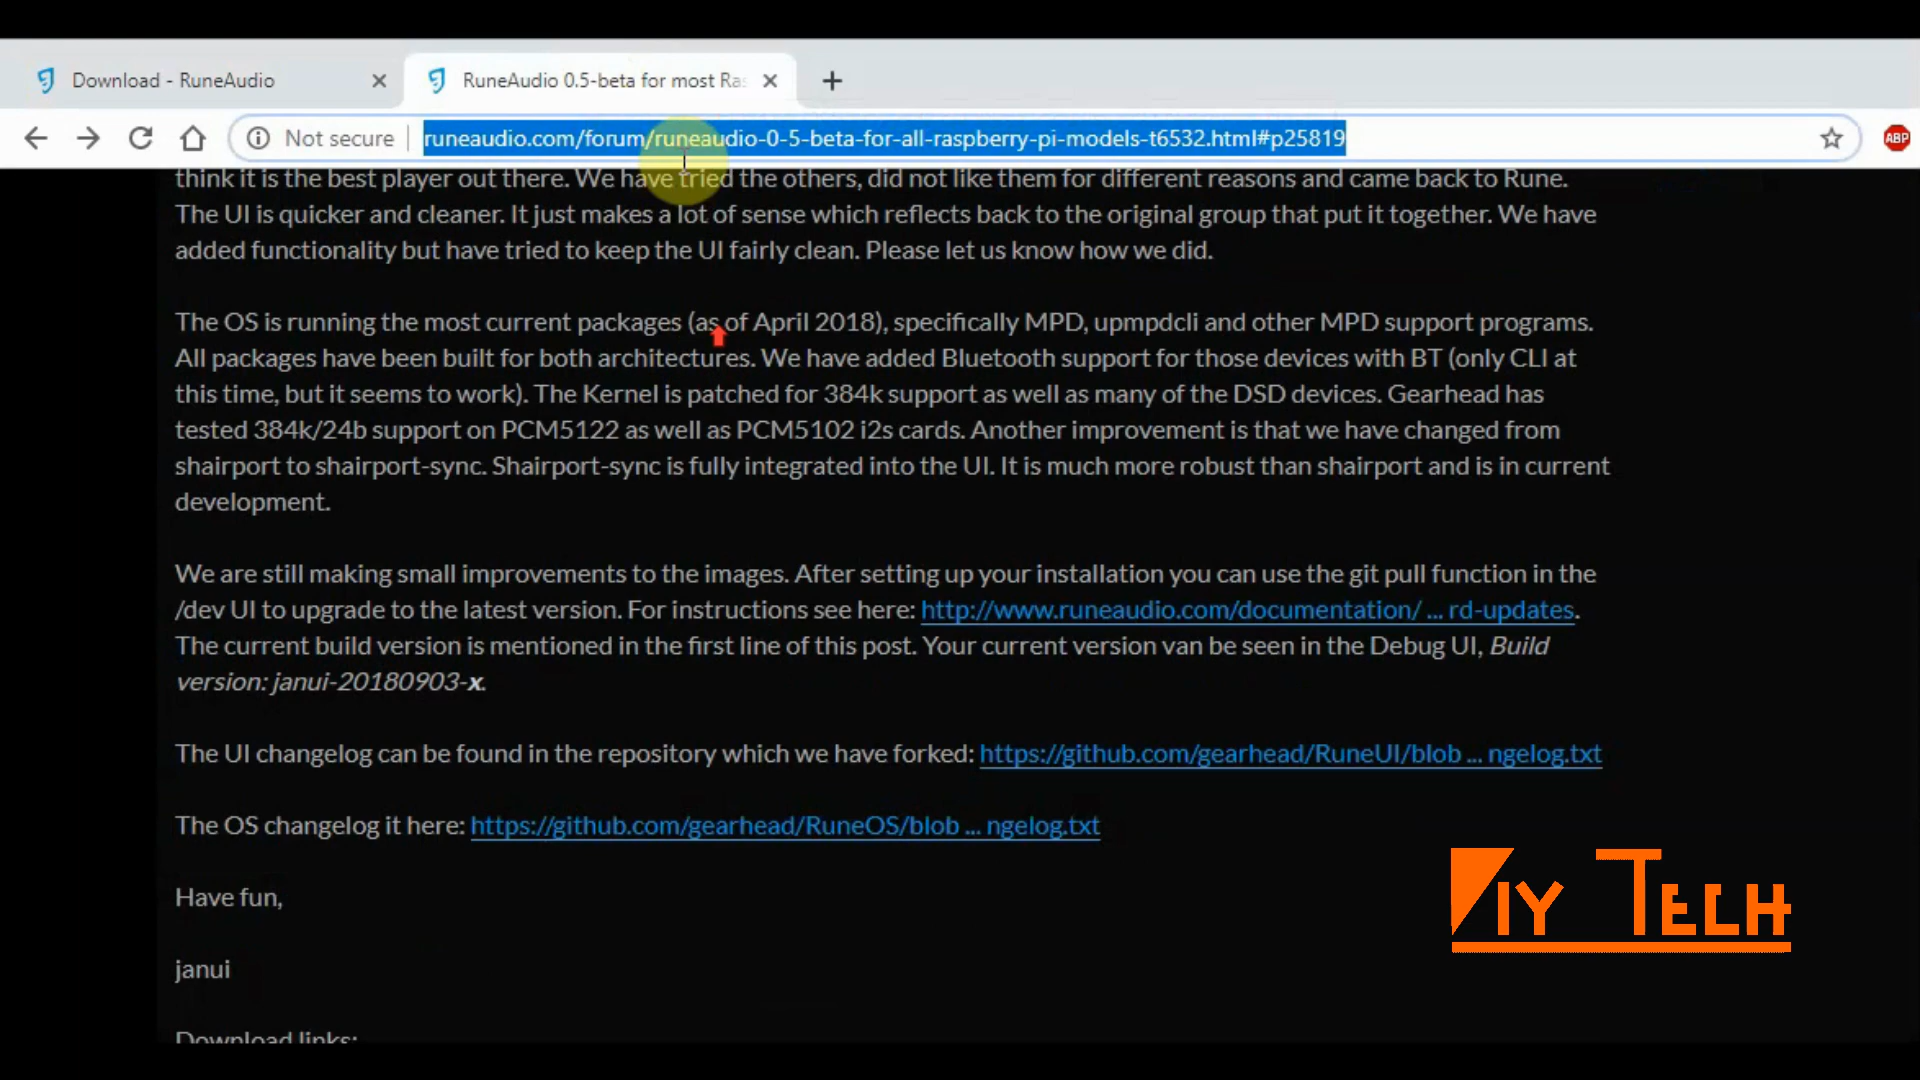 Download - RuneAudio
RuneAudio 0.5-beta for most Ras
Not secure
runeaudio.com/forum/runeaudio-0-5-beta-for-all-raspberry-pi-models-t6532.html#p25819
ABP
think it is the best player out there. We have tried the others, did not like them for different reasons and came back to Rune.
The UI is quicker and cleaner. It just makes a lot of sense which reflects back to the original group that put it together. We have
added functionality but have tried to keep the UI fairly clean. Please let us know how we did.
The OS is running the most current packages (as of April 2018), specifically MPD, upmpdcli and other MPD support programs.
All packages have been built for both architectures. We have added Bluetooth support for those devices with BT (only CLI at
this time, but it seems to work). The Kernel is patched for 384k support as well as many of the DSD devices. Gearhead has
tested 384k/24b support on PCM5122 as well as PCM5102 i2s cards. Another improvement is that we have changed from
shairport to shairport-sync. Shairport-sync is fully integrated into the UI. It is much more robust than shairport and is in current
development.
We are still making small improvements to the images. After setting up your installation you can use the git pull function in the
/dev UI to upgrade to the latest version. For instructions see here: http://www.runeaudio.com/documentation/ ... rd-updates.
The current build version is mentioned in the first line of this post. Your current version van be seen in the Debug UI, Build
version: janui-20180903-x.
The UI changelog can be found in the repository which we have forked: https://github.com/gearhead/RuneUI/blob ... ngelog.txt
The OS changelog it here: https://github.com/gearhead/RuneOS/blob ... ngelog.txt
Have fun,
janui
Download links:
DIY TECH